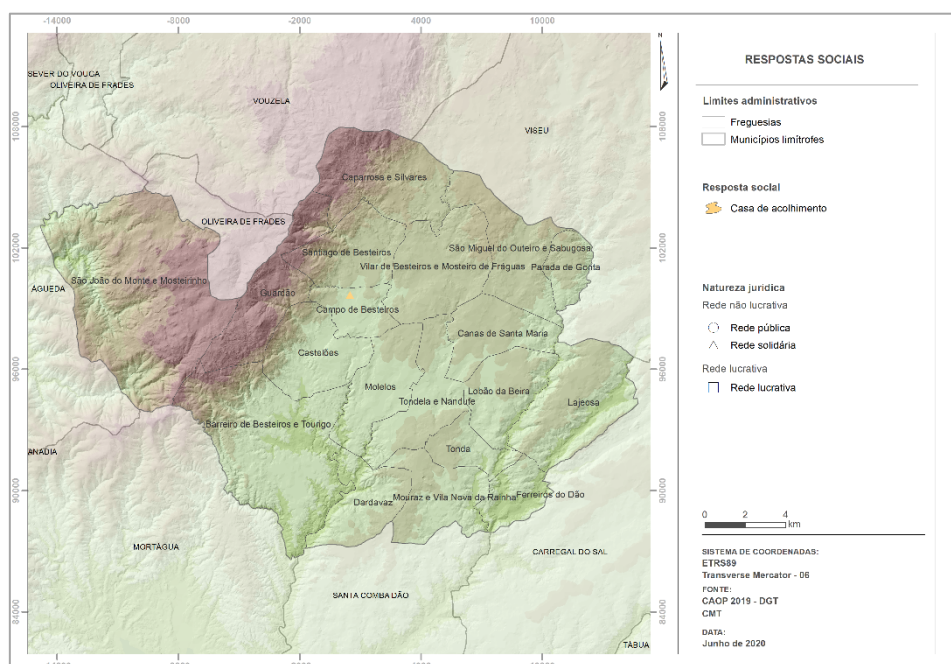 -14000 -8000 -2000 4000 10000
108000
102000
96000
90000
84000
SEVER DO VOUGA
OLIVEIRA DE FRADES
VOUZELA
VISEU
Caparrosa e Silvares
OLIVEIRA DE FRADES
Santiago de Besteiros
São Miguel do Outeiro e Sabugosa
Vilar de Besteiros e Mosteiro de Fráguas
Parada de Gonta
São João do Monte e Mosteirinho
ÁGUEDA
Guardão
Campo de Besteiros
Canas de Santa Maria
Castelões
Molelos
Lobão da Beira
Tondela e Nandufe
Lajeosa
Barreiro de Besteiros e Tourigo
Tonda
ANADIA
Mouraz e Vila Nova da Rainha
Ferreiros do Dão
Dardavaz
MORTÁGUA
CARREGAL DO SAL
SANTA COMBA DÃO
TÁBUA
108000
102000
96000
90000
84000
-14000 -8000 -2000 4000 10000
N
RESPOSTAS SOCIAIS
Limites administrativos
Freguesias
Municípios limítrofes
Resposta social
Casa de acolhimento
Natureza jurídica
Rede não lucrativa
Rede pública
Rede solidária
Rede lucrativa
Rede lucrativa
0 2 4
km
SISTEMA DE COORDENADAS:
ETRS89
Transverse Mercator - 06
FONTE:
CAOP 2019 - DGT
CMT
DATA:
Junho de 2020